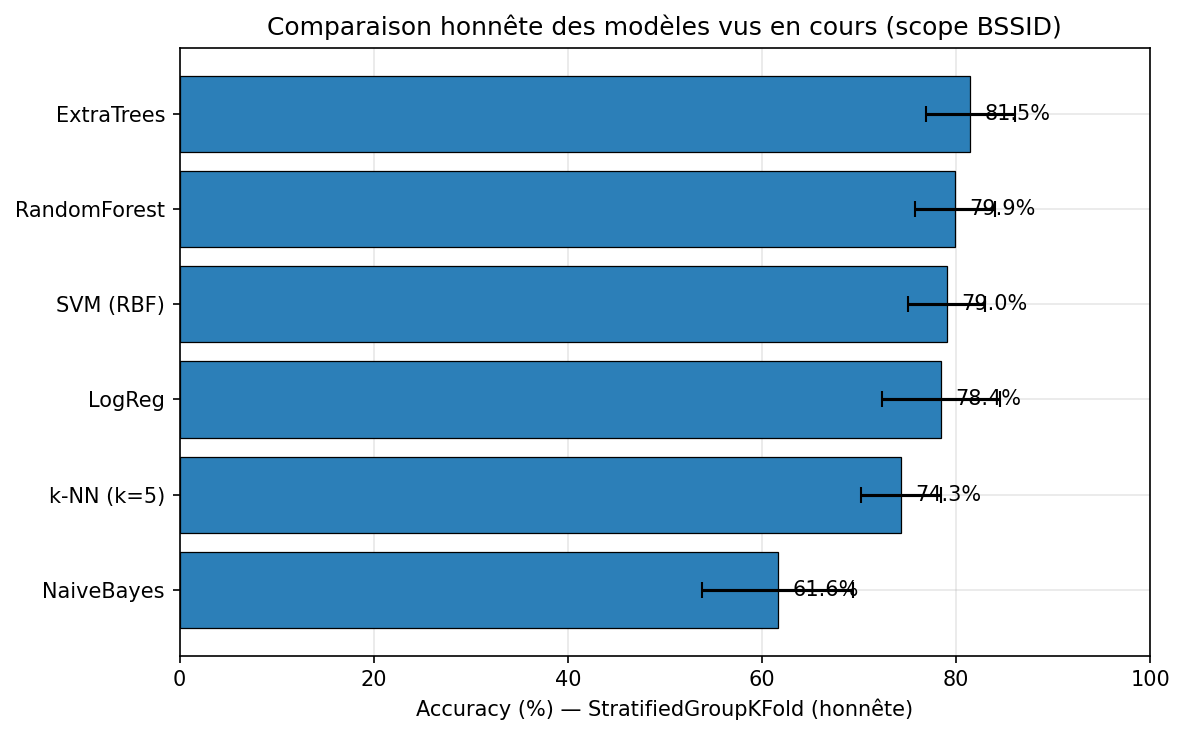 Comparaison honnête des modèles vus en cours (scope BSSID)
ExtraTrees
81.5%
RandomForest
79.9%
SVM (RBF)
79.0%
LogReg
78.4%
k-NN (k=5)
74.3%
NaiveBayes
61.6%
0 20 40 60 80 100
Accuracy (%) — StratifiedGroupKFold (honnête)